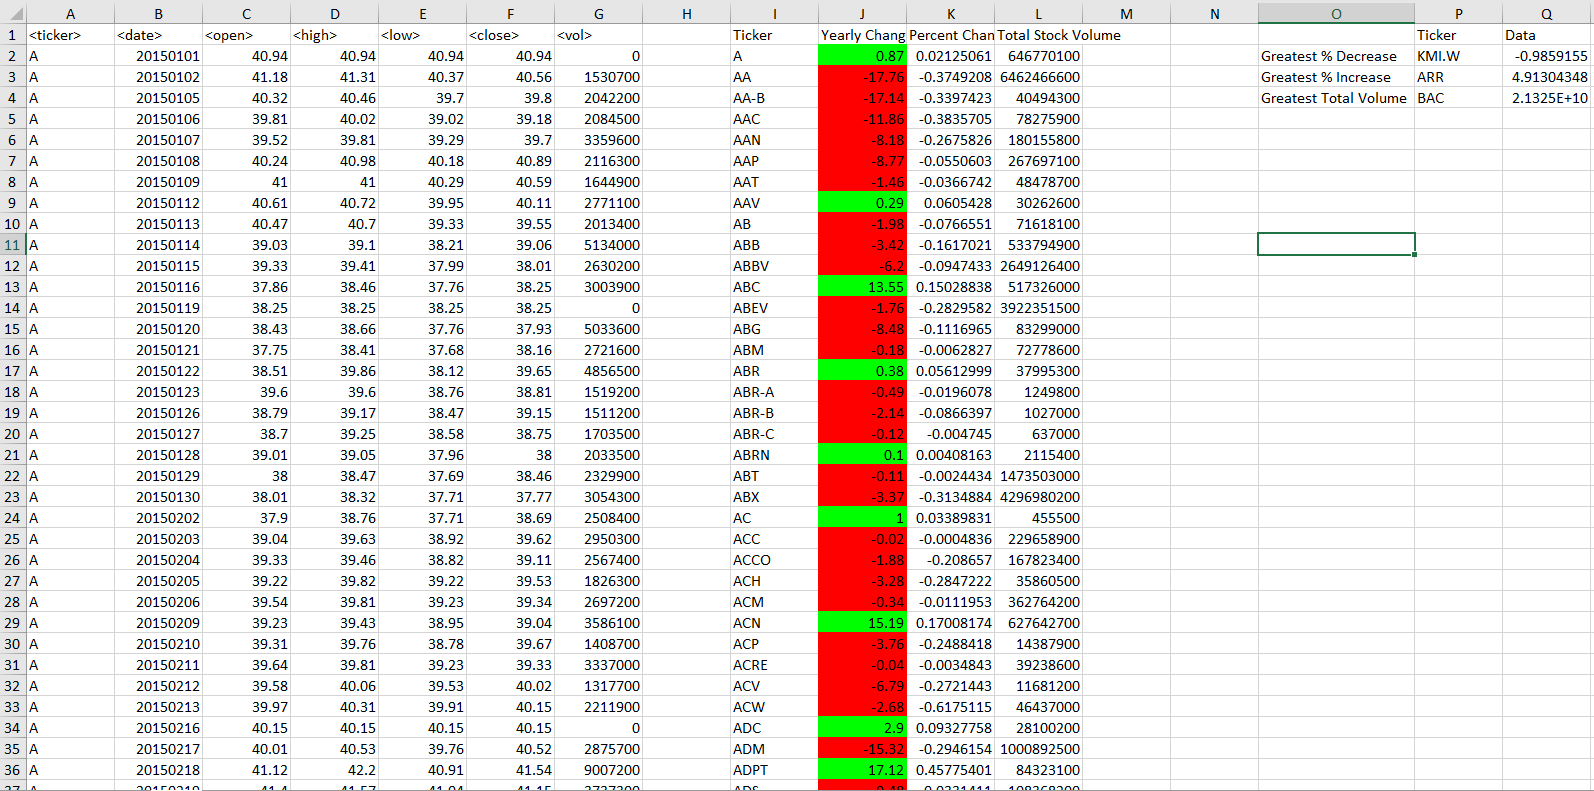 A B C D E F G H I J K L M N O P Q
1 <ticker> <date> <open> <high> <low> <close> <vol> Ticker Yearly Chang Percent Chan Total Stock Volume Ticker Data
2 A 20150101 40.94 40.94 40.94 40.94 0 A 0.87 0.02125061 646770100 Greatest % Decrease KMI.W -0.9859155
3 A 20150102 41.18 41.31 40.37 40.56 1530700 AA -17.76 -0.3749208 6462466600 Greatest % Increase ARR 4.91304348
4 A 20150105 40.32 40.46 39.7 39.8 2042200 AA-B -17.14 -0.3397423 40494300 Greatest Total Volume BAC 2.1325E+10
5 A 20150106 39.81 40.02 39.02 39.18 2084500 AAC -11.86 -0.3835705 78275900
6 A 20150107 39.52 39.81 39.29 39.7 3359600 AAN -8.18 -0.2675826 180155800
7 A 20150108 40.24 40.98 40.18 40.89 2116300 AAP -8.77 -0.0550603 267697100
8 A 20150109 41 41 40.29 40.59 1644900 AAT -1.46 -0.0366742 48478700
9 A 20150112 40.61 40.72 39.95 40.11 2771100 AAV 0.29 0.0605428 30262600
10 A 20150113 40.47 40.7 39.33 39.55 2013400 AB -1.98 -0.0766551 71618100
11 A 20150114 39.03 39.1 38.21 39.06 5134000 ABB -3.42 -0.1617021 533794900
12 A 20150115 39.33 39.41 37.99 38.01 2630200 ABBV -6.2 -0.0947433 2649126400
13 A 20150116 37.86 38.46 37.76 38.25 3003900 ABC 13.55 0.15028838 517326000
14 A 20150119 38.25 38.25 38.25 38.25 0 ABEV -1.76 -0.2829582 3922351500
15 A 20150120 38.43 38.66 37.76 37.93 5033600 ABG -8.48 -0.1116965 83299000
16 A 20150121 37.75 38.41 37.68 38.16 2721600 ABM -0.18 -0.0062827 72778600
17 A 20150122 38.51 39.86 38.12 39.65 4856500 ABR 0.38 0.05612999 37995300
18 A 20150123 39.6 39.6 38.76 38.81 1519200 ABR-A -0.49 -0.0196078 1249800
19 A 20150126 38.79 39.17 38.47 39.15 1511200 ABR-B -2.14 -0.0866397 1027000
20 A 20150127 38.7 39.25 38.58 38.75 1703500 ABR-C -0.12 -0.004745 637000
21 A 20150128 39.01 39.05 37.96 38 2033500 ABRN 0.1 0.00408163 2115400
22 A 20150129 38 38.47 37.69 38.46 2329900 ABT -0.11 -0.0024434 1473503000
23 A 20150130 38.01 38.32 37.71 37.77 3054300 ABX -3.37 -0.3134884 4296980200
24 A 20150202 37.9 38.76 37.71 38.69 2508400 AC 1 0.03389831 455500
25 A 20150203 39.04 39.63 38.92 39.62 2950300 ACC -0.02 -0.0004836 229658900
26 A 20150204 39.33 39.46 38.82 39.11 2567400 ACCO -1.88 -0.208657 167823400
27 A 20150205 39.22 39.82 39.22 39.53 1826300 ACH -3.28 -0.2847222 35860500
28 A 20150206 39.54 39.81 39.23 39.34 2697200 ACM -0.34 -0.0111953 362764200
29 A 20150209 39.23 39.43 38.95 39.04 3586100 ACN 15.19 0.17008174 627642700
30 A 20150210 39.31 39.76 38.78 39.67 1408700 ACP -3.76 -0.2488418 14387900
31 A 20150211 39.64 39.81 39.23 39.33 3337000 ACRE -0.04 -0.0034843 39238600
32 A 20150212 39.58 40.06 39.53 40.02 1317700 ACV -6.79 -0.2721443 11681200
33 A 20150213 39.97 40.31 39.91 40.15 2211900 ACW -2.68 -0.6175115 46437000
34 A 20150216 40.15 40.15 40.15 40.15 0 ADC 2.9 0.09327758 28100200
35 A 20150217 40.01 40.53 39.76 40.52 2875700 ADM -15.32 -0.2946154 1000892500
36 A 20150218 41.12 42.2 40.91 41.54 9007200 ADPT 17.12 0.45775401 84323100